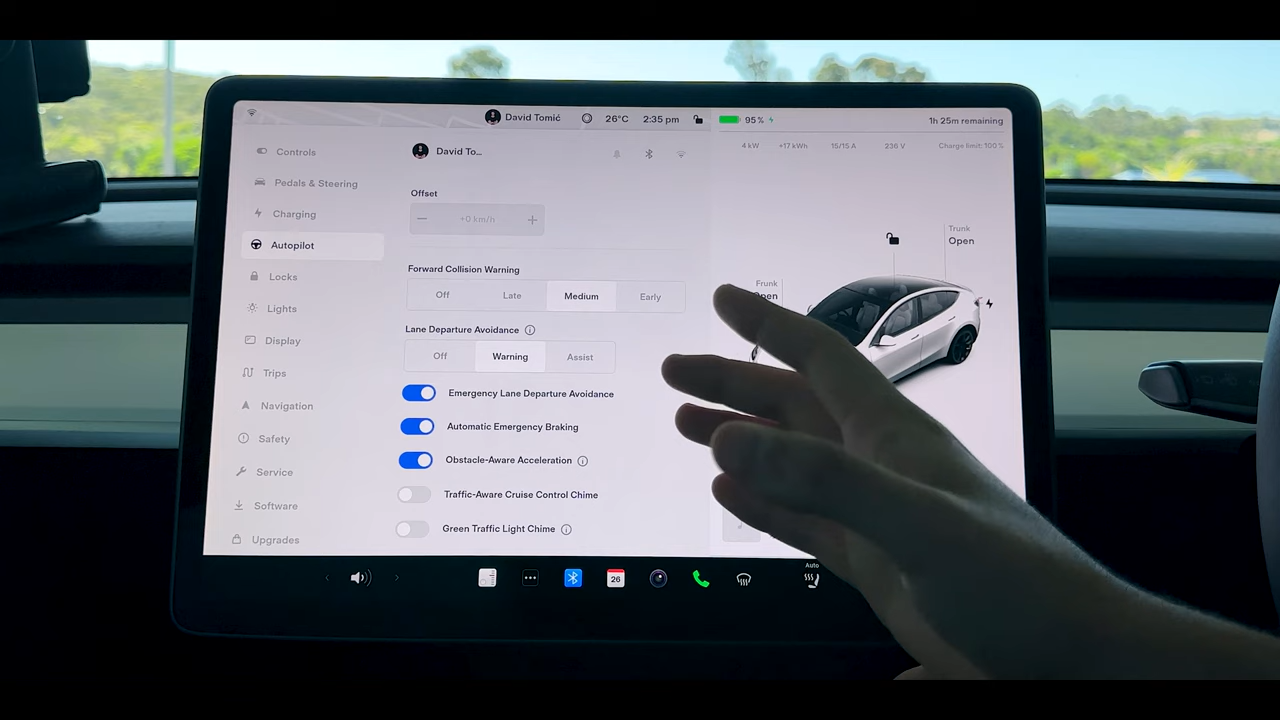 David Tomić 26°C 2:35 pm
95 % 1h 25m remaining
4 kW +17 kWh 15/15 A 236 V Charge limit: 100 %
Controls
Pedals & Steering
Charging
Autopilot
Locks
Lights
Display
Trips
Navigation
Safety
Service
Software
Upgrades
David To...
Offset
− +0 km/h +
Forward Collision Warning
Off Late Medium Early
Lane Departure Avoidance
Off Warning Assist
Emergency Lane Departure Avoidance
Automatic Emergency Braking
Obstacle-Aware Acceleration
Traffic-Aware Cruise Control Chime
Green Traffic Light Chime
Trunk
Open
Frunk
Open
26
Auto